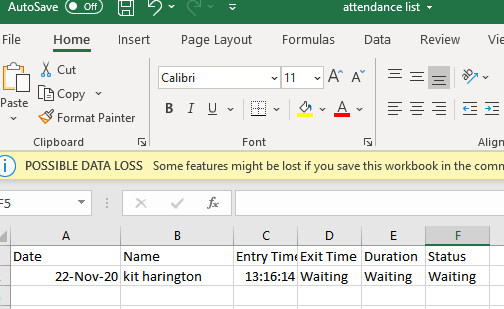 AutoSave Off attendance list
File Home Insert Page Layout Formulas Data Review Vie
Cut
Copy
Paste
Format Painter
Calibri 11 A A
B I U A
Clipboard Font Align
POSSIBLE DATA LOSS Some features might be lost if you save this workbook in the comm
F5 fx
A B C D E F
Date Name Entry Time Exit Time Duration Status
22-Nov-20 kit harington 13:16:14 Waiting Waiting Waiting